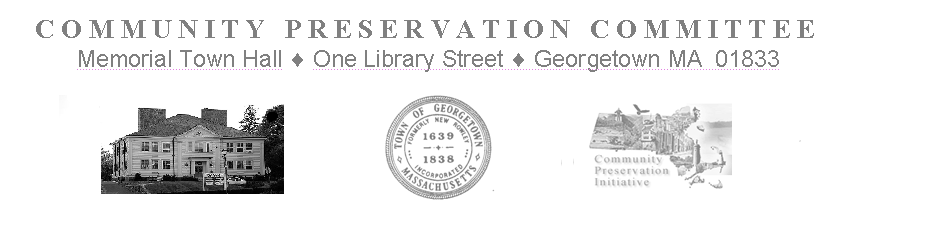 COMMUNITY PRESERVATION COMMITTEE
Memorial Town Hall ♦ One Library Street ♦ Georgetown MA 01833
TOWN OF GEORGETOWN
FORMERLY NEW ROWLEY
1639
1838
INCORPORATED
MASSACHUSETTS
Community
Preservation
Initiative